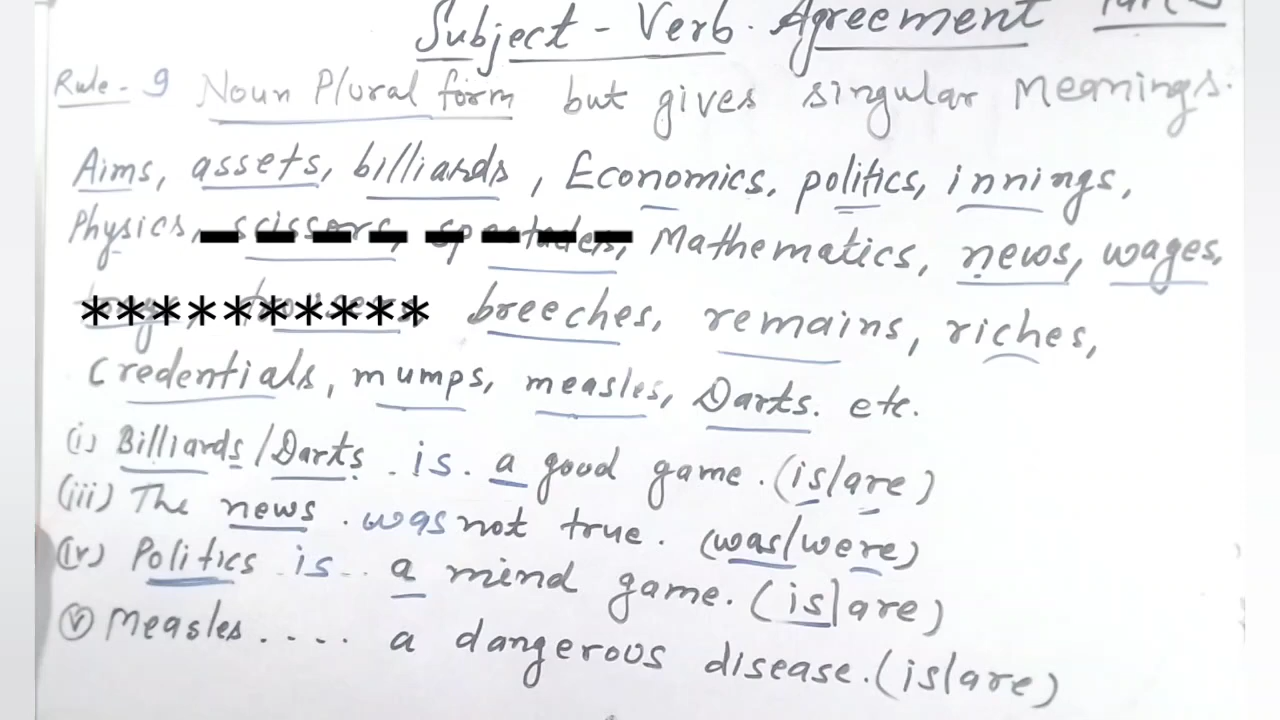 Subject - Verb. Agreement
Rule - 9 Noun Plural form but gives singular Meanings.
Aims, assets, billiards, Economics, politics, innings,
Physics, scissors, Mathematics, news, wages,
breeches, remains, riches,
Credentials, mumps, measles, Darts. etc.
(i) Billiards/Darts . is . a good game. (is/are)
(iii) The news . was not true. (was/were)
(iv) Politics is .. a mind game. (is/are)
(v) Measles .... a dangerous disease. (is/are)